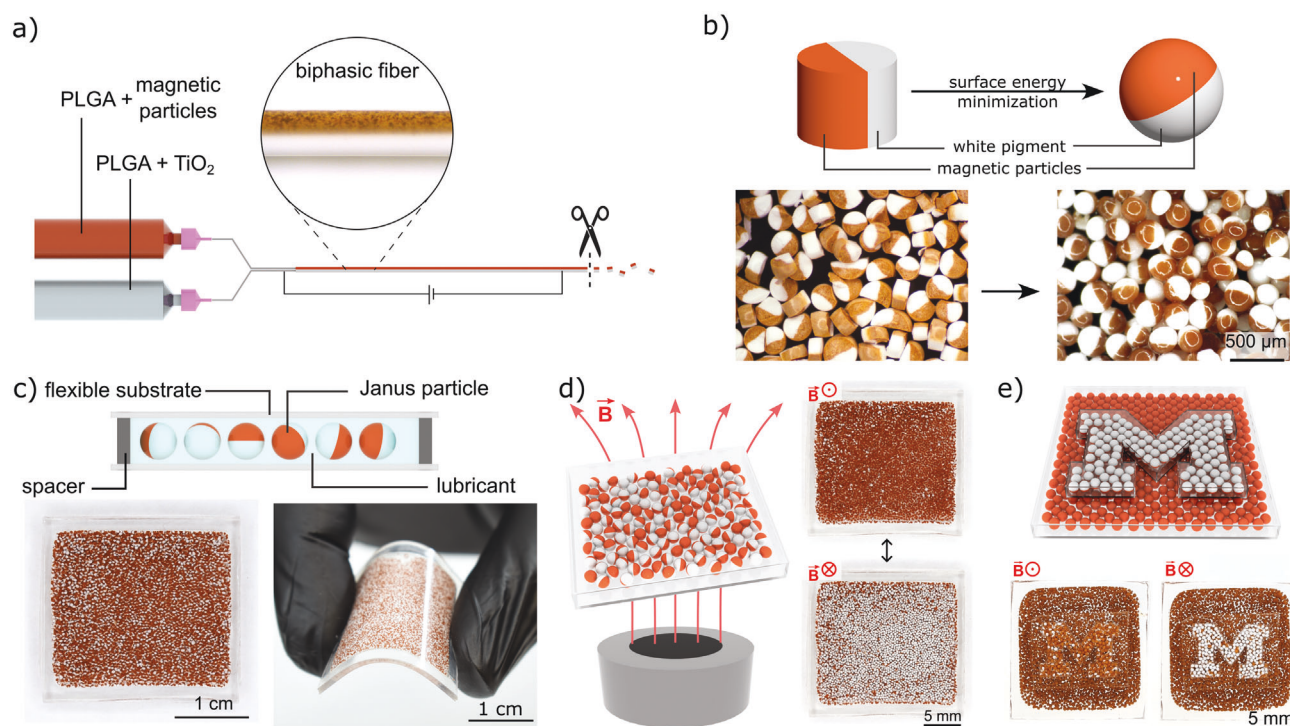 a)
biphasic fiber
PLGA + magnetic
particles
PLGA + TiO₂
b)
surface energy
minimization
white pigment
magnetic particles
500 µm
c)
flexible substrate
Janus particle
spacer
lubricant
1 cm
1 cm
d)
B
B ⊙
B ⊗
5 mm
e)
B ⊙
B ⊗
M
M
M
5 mm